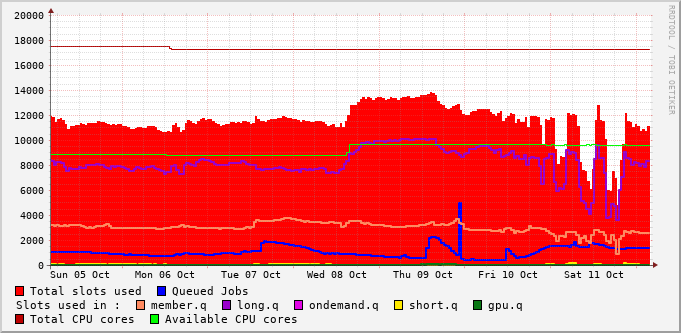 20000
18000
16000
14000
12000
10000
8000
6000
4000
2000
0
Sun 05 Oct Mon 06 Oct Tue 07 Oct Wed 08 Oct Thu 09 Oct Fri 10 Oct Sat 11 Oct
Total slots used Queued Jobs
Slots used in : member.q long.q ondemand.q short.q gpu.q
Total CPU cores Available CPU cores
RRDTOOL / TOBI OETIKER